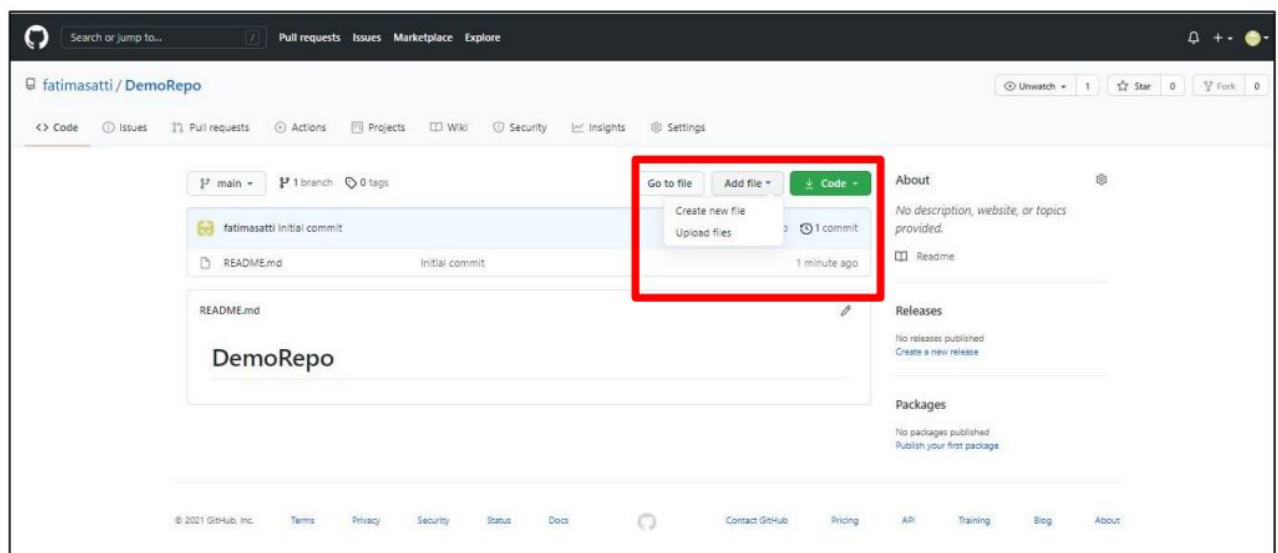 Search or jump to... / Pull requests Issues Marketplace Explore
fatimasatti / DemoRepo Unwatch 1 Star 0 Fork 0
<> Code Issues Pull requests Actions Projects Wiki Security Insights Settings
main 1 branch 0 tags Go to file Add file Code
Create new file
Upload files
fatimasatti Initial commit 1 commit
README.md Initial commit 1 minute ago
README.md
DemoRepo
About
No description, website, or topics
provided.
Readme
Releases
No releases published
Create a new release
Packages
No packages published
Publish your first package
© 2021 GitHub, Inc. Terms Privacy Security Status Docs Contact GitHub Pricing API Training Blog About